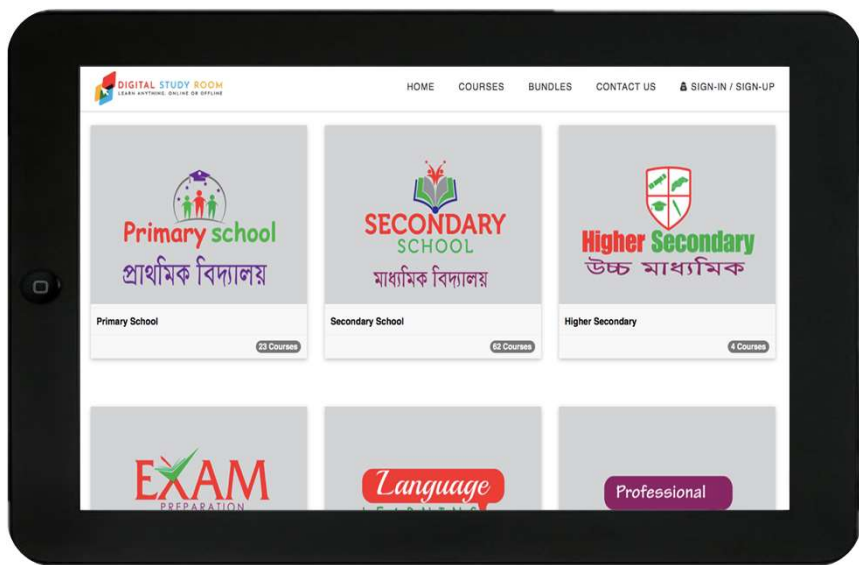 DIGITAL STUDY ROOM
LEARN ANYTHING, ONLINE OR OFFLINE
HOME COURSES BUNDLES CONTACT US SIGN-IN / SIGN-UP
Primary school
প্রাথমিক বিদ্যালয়
Primary School
23 Courses
SECONDARY
SCHOOL
মাধ্যমিক বিদ্যালয়
Secondary School
62 Courses
Higher Secondary
উচ্চ মাধ্যমিক
Higher Secondary
4 Courses
EXAM
PREPARATION
Language
LEARNING
Professional